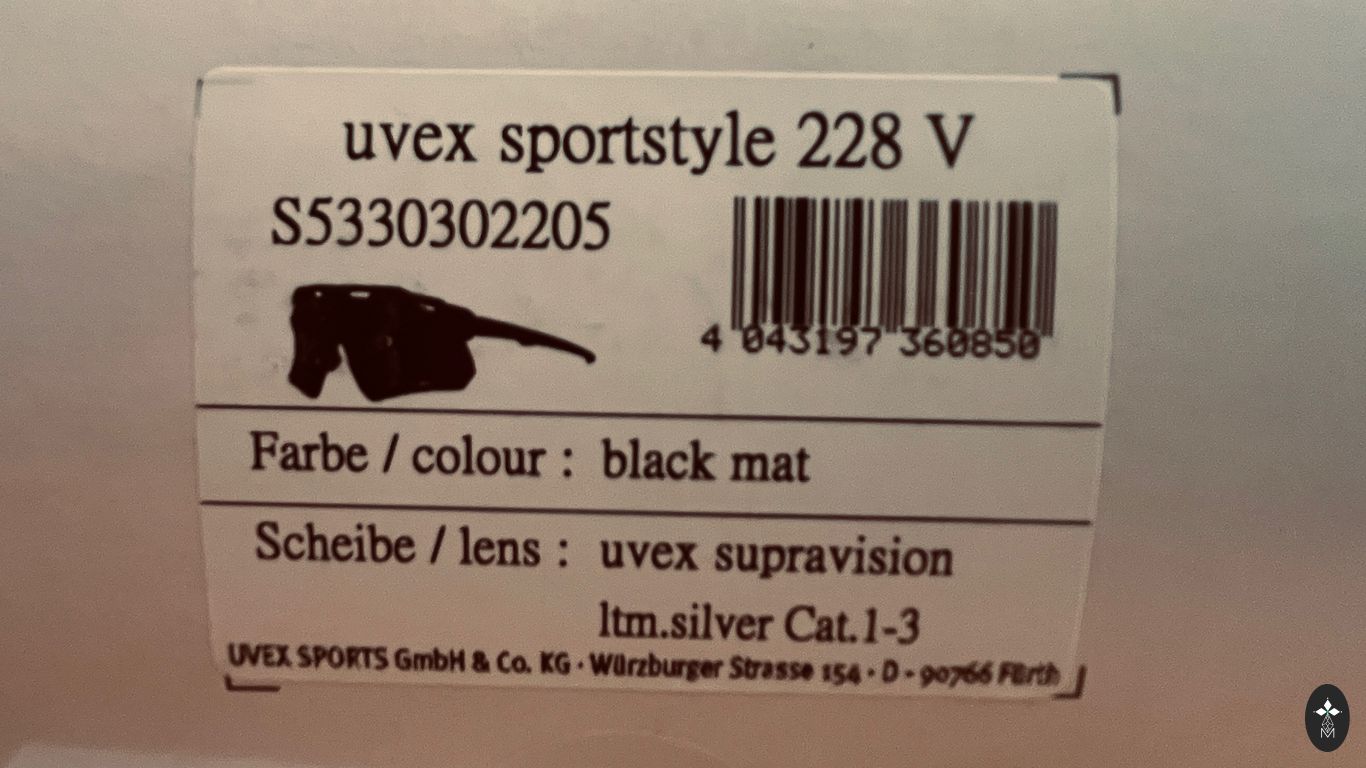 uvex sportstyle 228 V
S5330302205
4 043197 360850
Farbe / colour : black mat
Scheibe / lens : uvex supravision
ltm.silver Cat.1-3
UVEX SPORTS GmbH & Co. KG · Würzburger Strasse 154 · D - 90766 Fürth
M